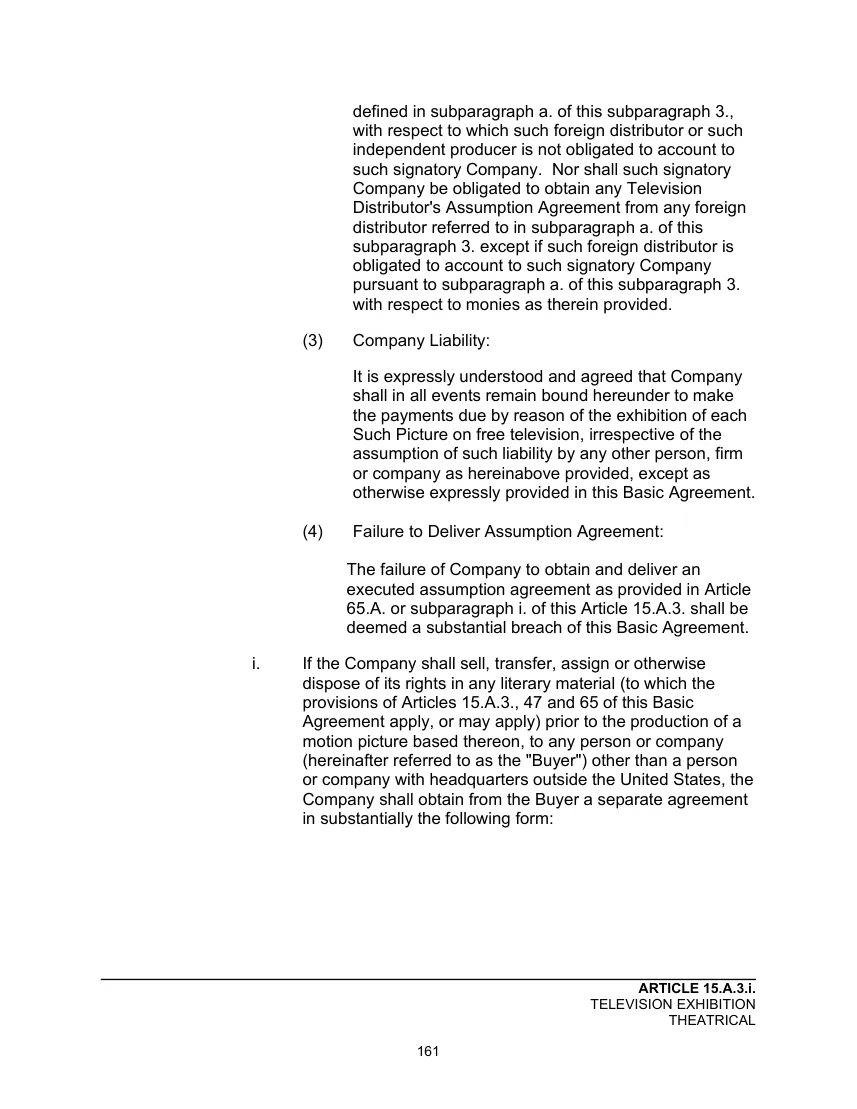 defined in subparagraph a. of this subparagraph 3.,
with respect to which such foreign distributor or such
independent producer is not obligated to account to
such signatory Company.  Nor shall such signatory
Company be obligated to obtain any Television
Distributor's Assumption Agreement from any foreign
distributor referred to in subparagraph a. of this
subparagraph 3. except if such foreign distributor is
obligated to account to such signatory Company
pursuant to subparagraph a. of this subparagraph 3.
with respect to monies as therein provided.
(3) Company Liability:
It is expressly understood and agreed that Company
shall in all events remain bound hereunder to make
the payments due by reason of the exhibition of each
Such Picture on free television, irrespective of the
assumption of such liability by any other person, firm
or company as hereinabove provided, except as
otherwise expressly provided in this Basic Agreement.
(4) Failure to Deliver Assumption Agreement:
The failure of Company to obtain and deliver an
executed assumption agreement as provided in Article
65.A. or subparagraph i. of this Article 15.A.3. shall be
deemed a substantial breach of this Basic Agreement.
i. If the Company shall sell, transfer, assign or otherwise
dispose of its rights in any literary material (to which the
provisions of Articles 15.A.3., 47 and 65 of this Basic
Agreement apply, or may apply) prior to the production of a
motion picture based thereon, to any person or company
(hereinafter referred to as the "Buyer") other than a person
or company with headquarters outside the United States, the
Company shall obtain from the Buyer a separate agreement
in substantially the following form:
ARTICLE 15.A.3.i.
TELEVISION EXHIBITION
THEATRICAL
161